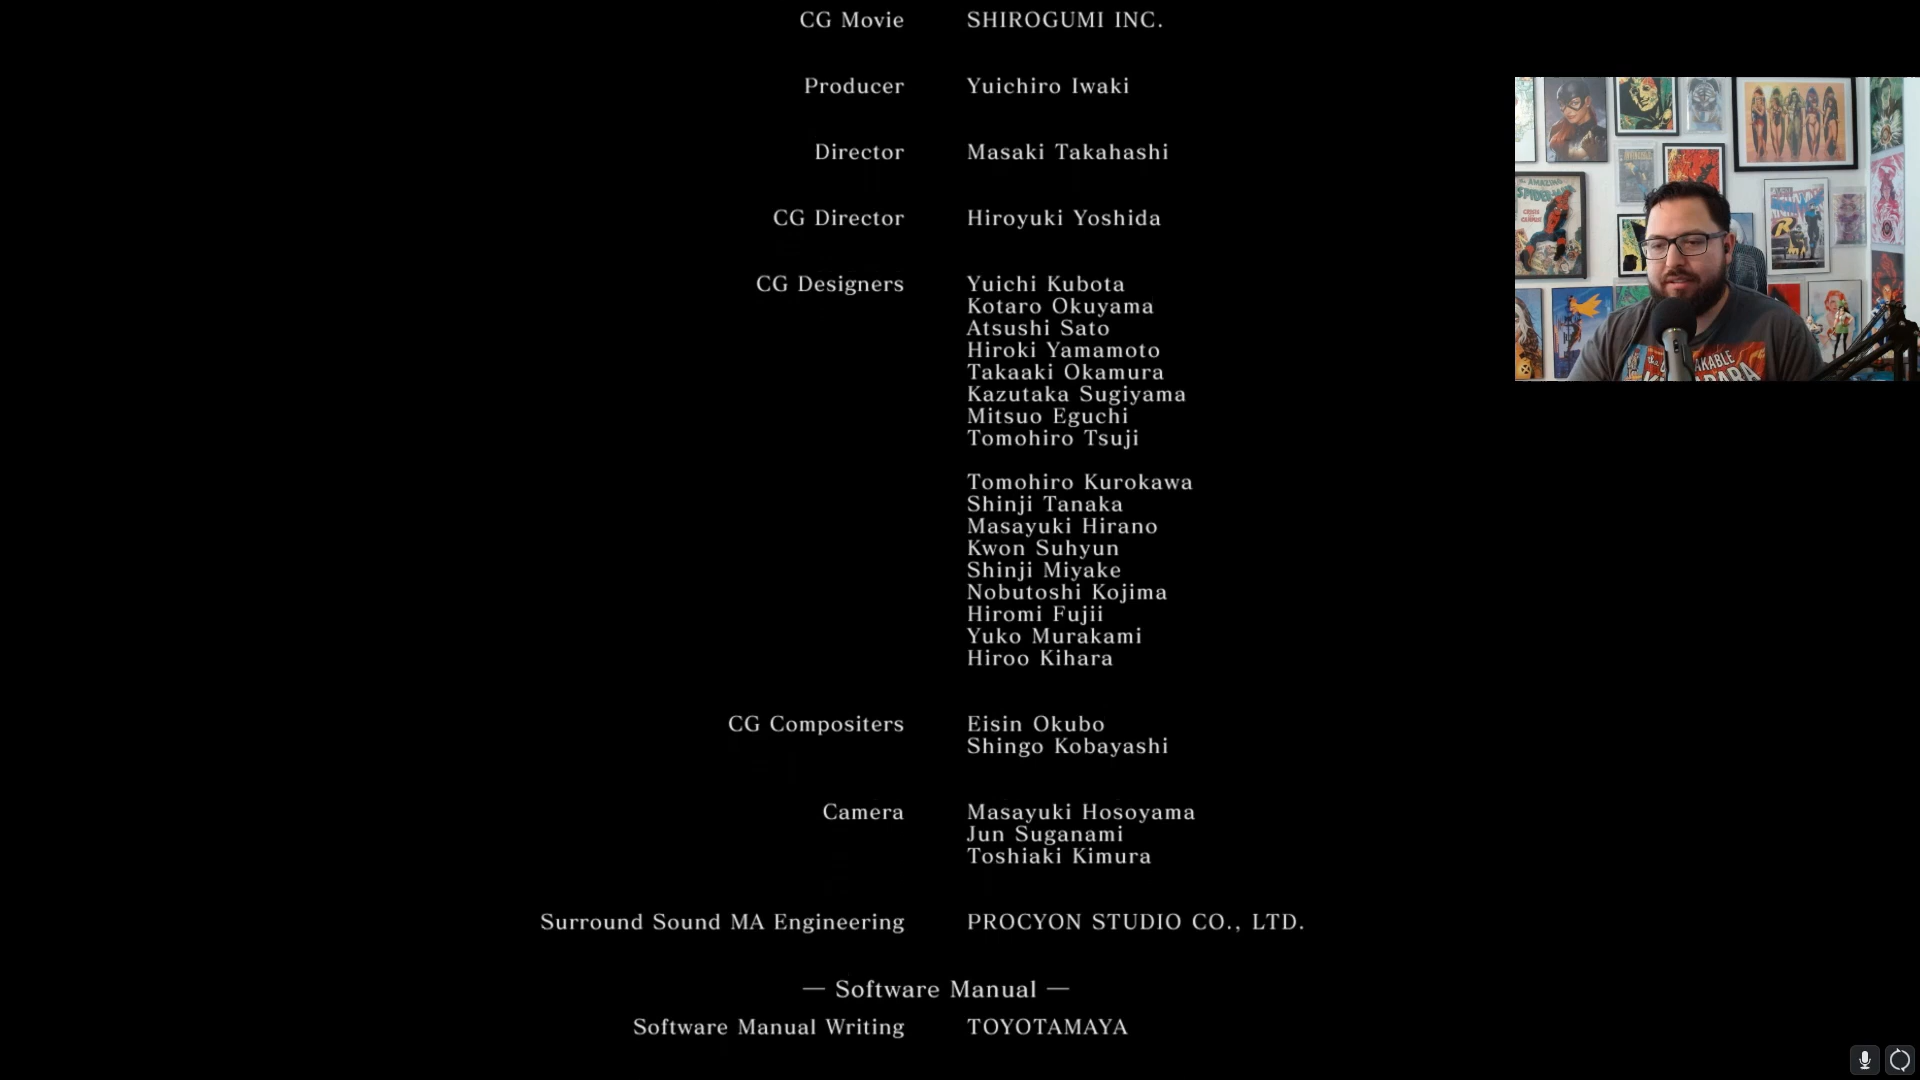 CG Movie SHIROGUMI INC.
Producer Yuichiro Iwaki
Director Masaki Takahashi
CG Director Hiroyuki Yoshida
CG Designers Yuichi Kubota
Kotaro Okuyama
Atsushi Sato
Hiroki Yamamoto
Takaaki Okamura
Kazutaka Sugiyama
Mitsuo Eguchi
Tomohiro Tsuji
Tomohiro Kurokawa
Shinji Tanaka
Masayuki Hirano
Kwon Suhyun
Shinji Miyake
Nobutoshi Kojima
Hiromi Fujii
Yuko Murakami
Hiroo Kihara
CG Compositers Eisin Okubo
Shingo Kobayashi
Camera Masayuki Hosoyama
Jun Suganami
Toshiaki Kimura
Surround Sound MA Engineering PROCYON STUDIO CO., LTD.
— Software Manual —
Software Manual Writing TOYOTAMAYA
AMAZING
SPIDER-MAN